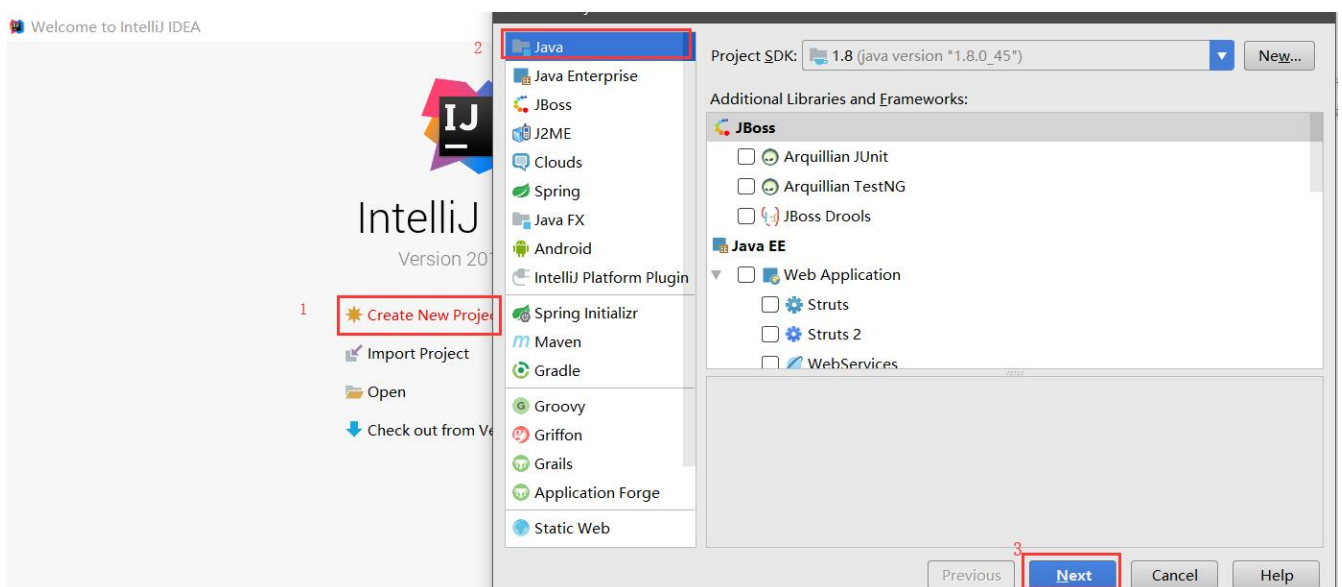 Welcome to IntelliJ IDEA
IJ
IntelliJ
Version 201
1
Create New Projec
Import Project
Open
Check out from Ve
2
Java
Java Enterprise
JBoss
J2ME
Clouds
Spring
Java FX
Android
IntelliJ Platform Plugin
Spring Initializr
Maven
Gradle
Groovy
Griffon
Grails
Application Forge
Static Web
Project SDK: 1.8 (java version "1.8.0_45") New...
Additional Libraries and Frameworks:
JBoss
Arquillian JUnit
Arquillian TestNG
JBoss Drools
Java EE
Web Application
Struts
Struts 2
WebServices
3
Previous Next Cancel Help